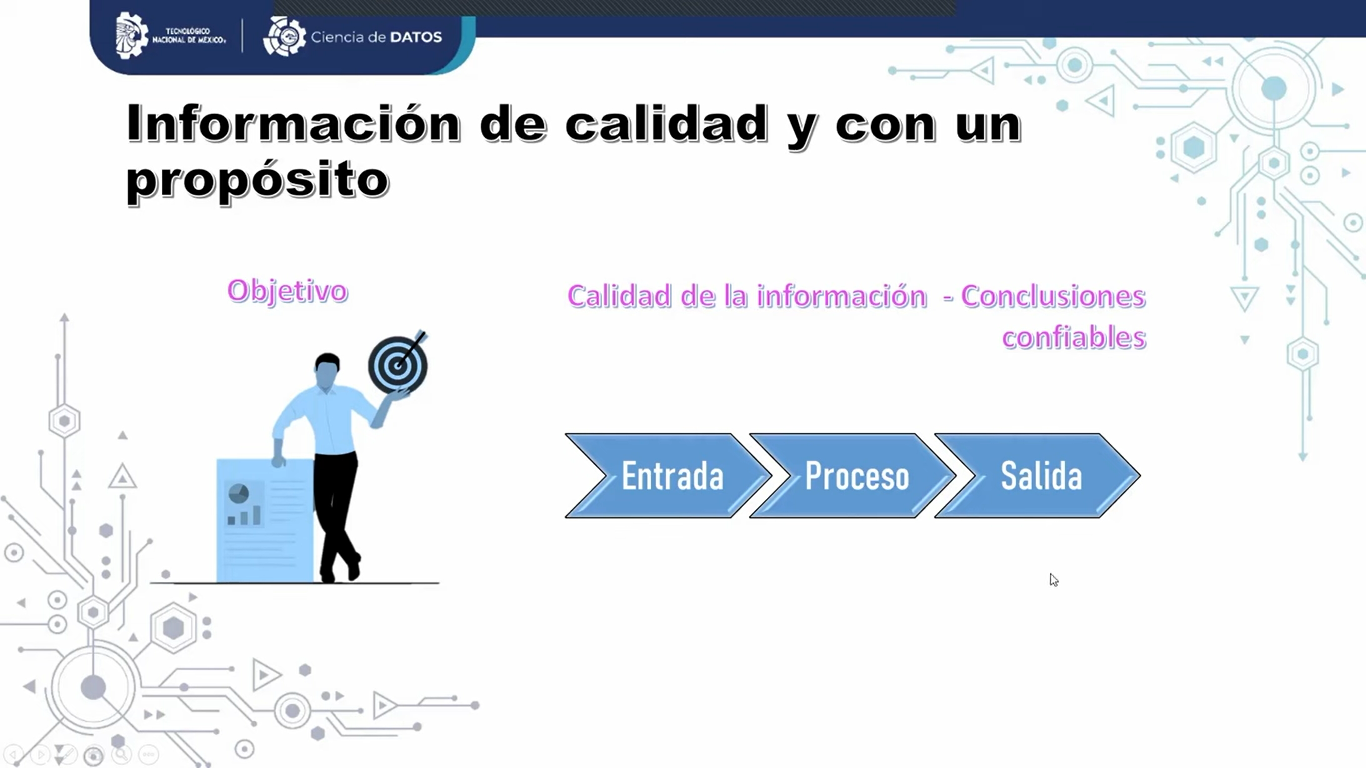 TECNOLÓGICO
NACIONAL DE MÉXICO®
Ciencia de DATOS
Información de calidad y con un
propósito
Objetivo
Calidad de la información - Conclusiones
confiables
Entrada
Proceso
Salida